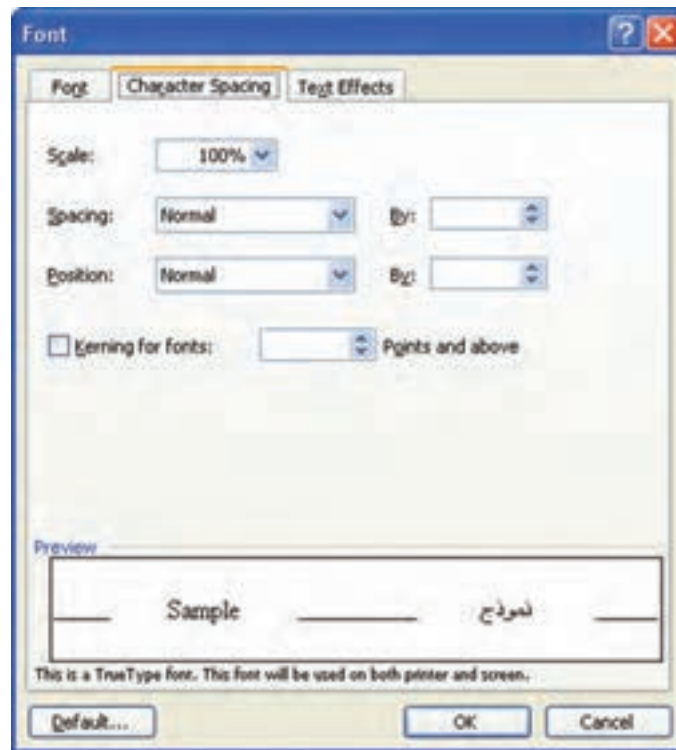 Font
Font Character Spacing Text Effects
Scale: 100%
Spacing: Normal By:
Position: Normal By:
Kerning for fonts: Points and above
Preview
Sample نموذج
This is a TrueType font. This font will be used on both printer and screen.
Default... OK Cancel